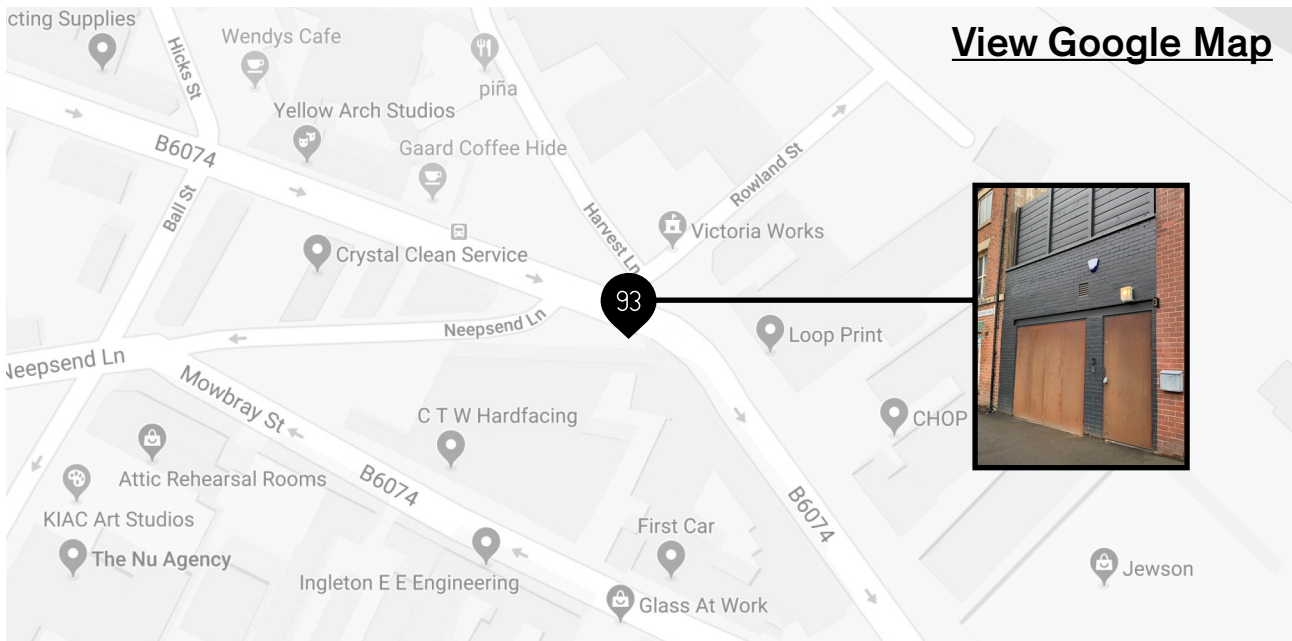 cting Supplies
View Google Map
Wendys Cafe
Hicks St
piña
Yellow Arch Studios
B6074
Gaard Coffee Hide
Rowland St
Ball St
Harvest Ln
Victoria Works
Crystal Clean Service
93
Neepsend Ln
Loop Print
Neepsend Ln
Mowbray St
C T W Hardfacing
CHOP
Attic Rehearsal Rooms
B6074
B6074
KIAC Art Studios
First Car
The Nu Agency
Ingleton E E Engineering
Jewson
Glass At Work